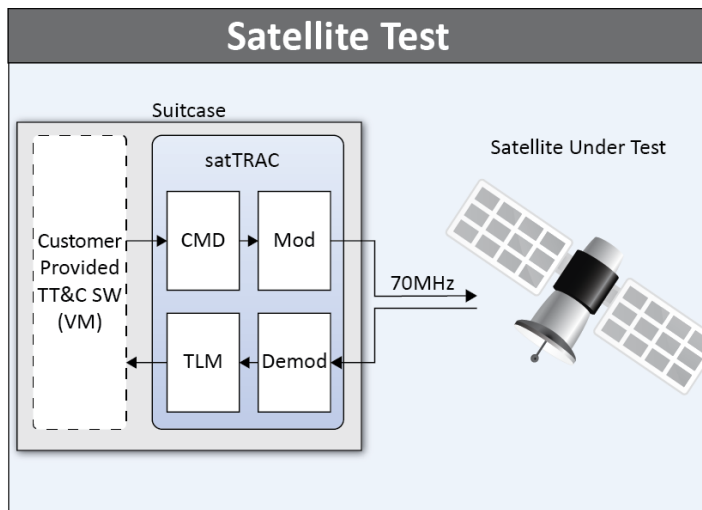 Satellite Test
Suitcase
satTRAC
Satellite Under Test
Customer
Provided
TT&C SW
(VM)
CMD
Mod
70MHz
TLM
Demod